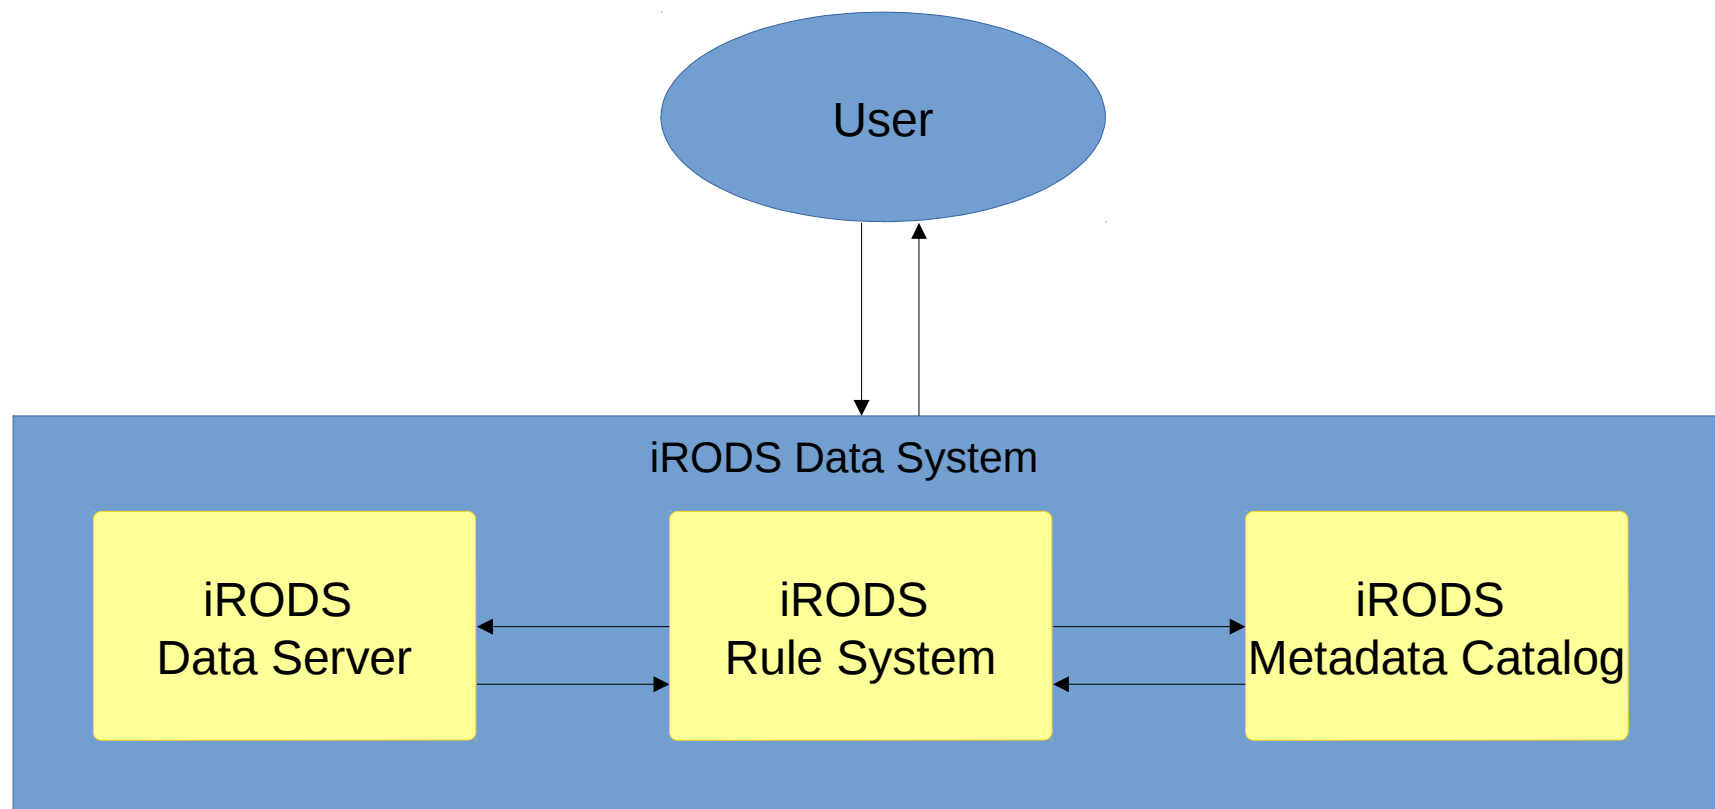 User
iRODS Data System
iRODS
Data Server
iRODS
Rule System
iRODS
Metadata Catalog